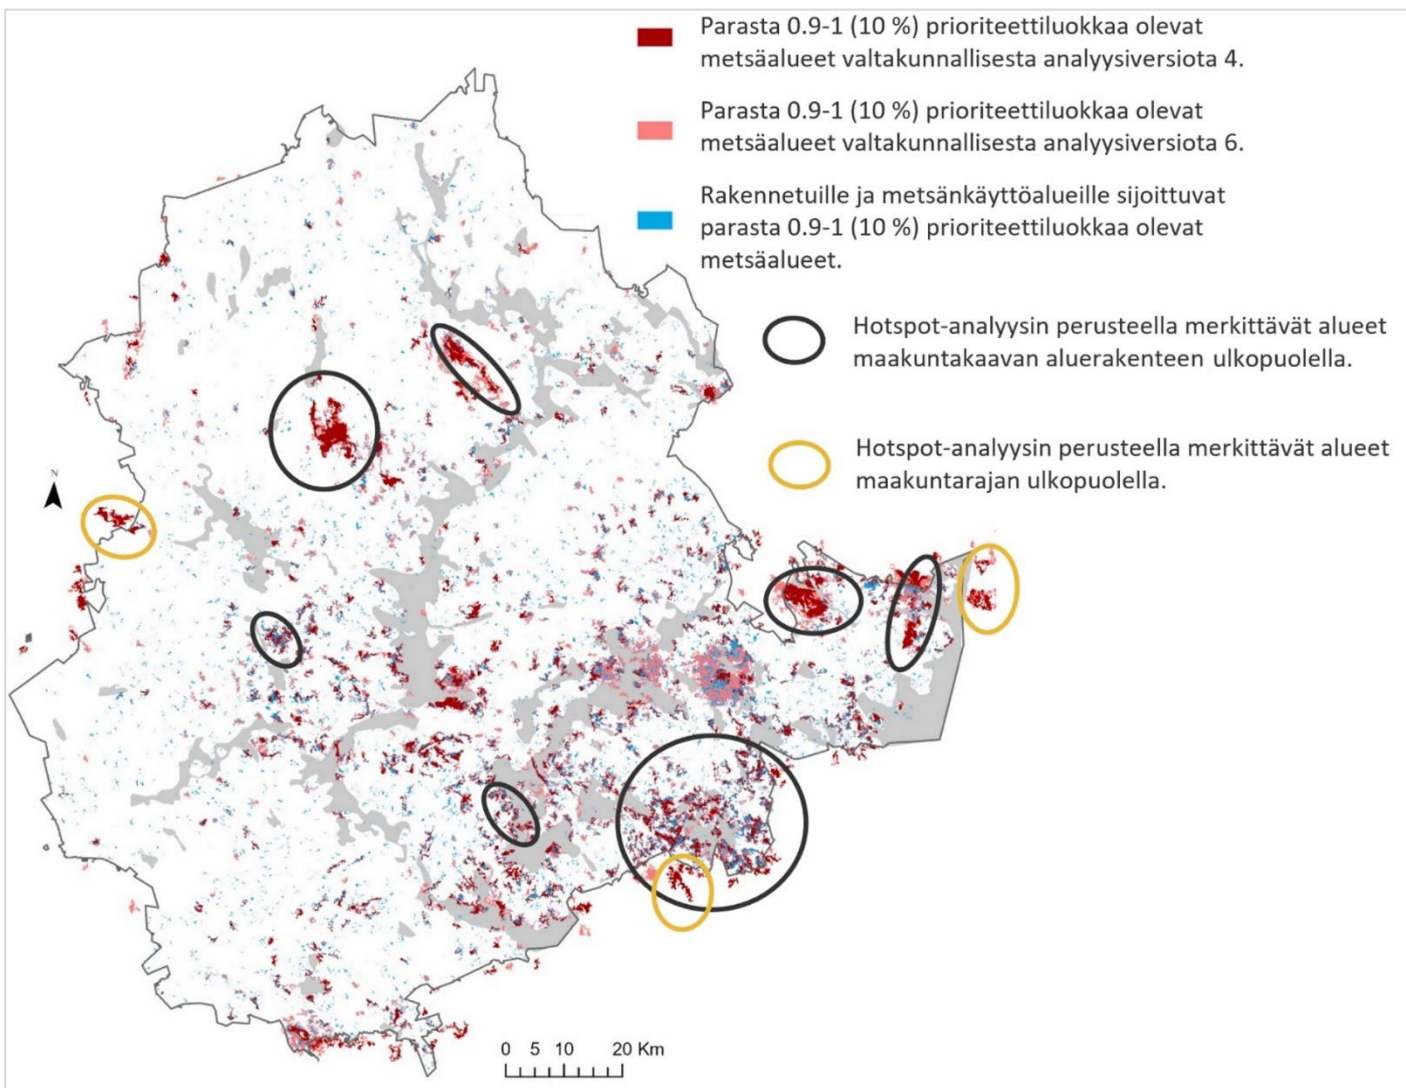 Parasta 0.9-1 (10 %) prioriteettiluokkaa olevat
metsäalueet valtakunnallisesta analyysiversiota 4.
Parasta 0.9-1 (10 %) prioriteettiluokkaa olevat
metsäalueet valtakunnallisesta analyysiversiota 6.
Rakennetuille ja metsänkäyttöalueille sijoittuvat
parasta 0.9-1 (10 %) prioriteettiluokkaa olevat
metsäalueet.
Hotspot-analyysin perusteella merkittävät alueet
maakuntakaavan aluerakenteen ulkopuolella.
Hotspot-analyysin perusteella merkittävät alueet
maakuntarajan ulkopuolella.
N
0 5 10 20 Km